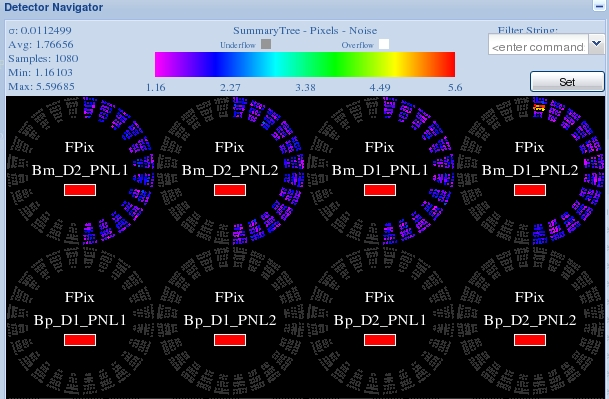 Detector Navigator
σ: 0.0112499
Avg: 1.76656
Samples: 1080
Min: 1.16103
Max: 5.59685
SummaryTree - Pixels - Noise
Underflow
Overflow
1.16 2.27 3.38 4.49 5.6
Filter String:
<enter command
Set
FPix
Bm_D2_PNL1
FPix
Bm_D2_PNL2
FPix
Bm_D1_PNL1
FPix
Bm_D1_PNL2
FPix
Bp_D1_PNL1
FPix
Bp_D1_PNL2
FPix
Bp_D2_PNL1
FPix
Bp_D2_PNL2